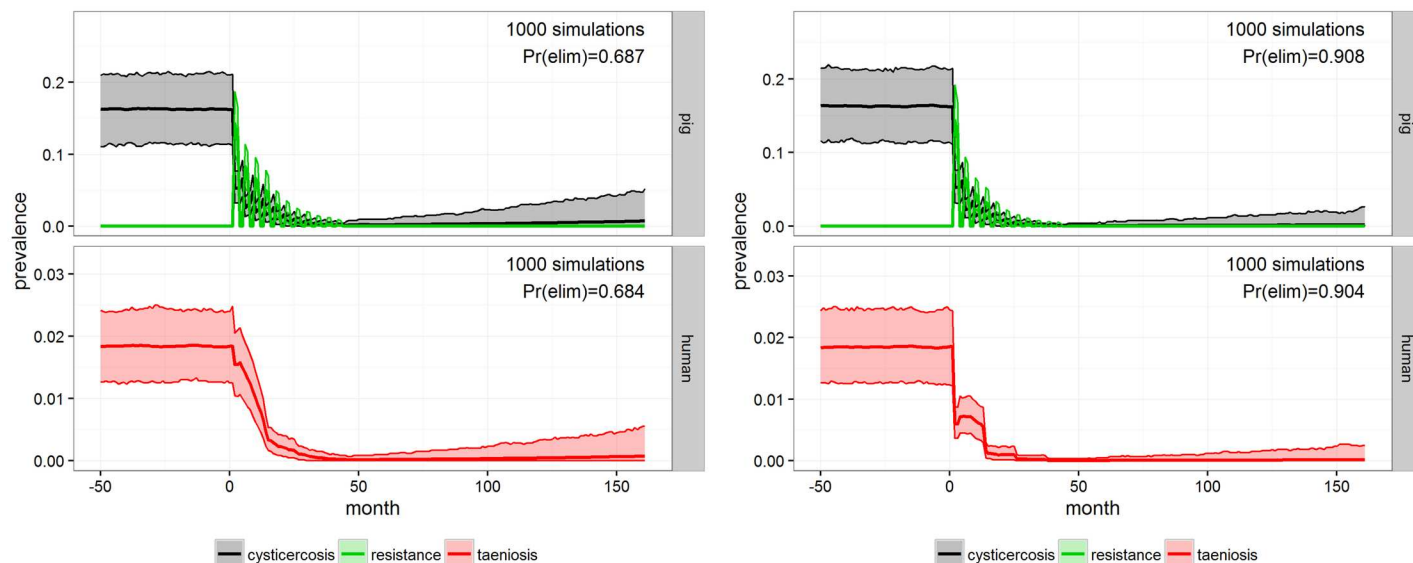 1000 simulations
Pr(elim)=0.687
0.2
0.1
0.0
pig
prevalence
1000 simulations
Pr(elim)=0.684
0.03
0.02
0.01
0.00
human
-50 0 50 100 150
month
cysticercosis resistance taeniosis
1000 simulations
Pr(elim)=0.908
0.2
0.1
0.0
pig
prevalence
1000 simulations
Pr(elim)=0.904
0.03
0.02
0.01
0.00
human
-50 0 50 100 150
month
cysticercosis resistance taeniosis